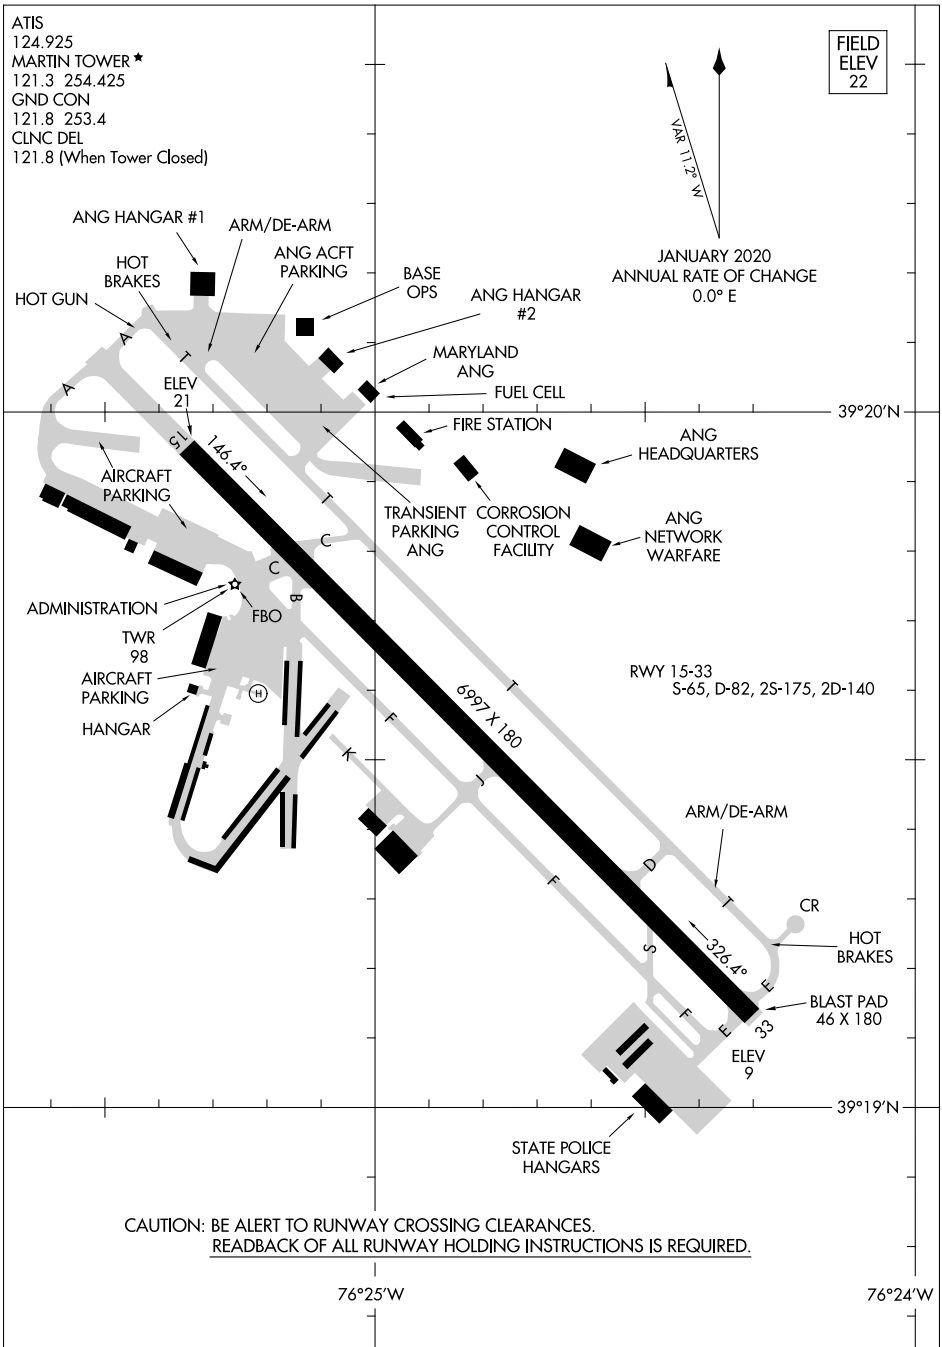 ATIS
124.925
MARTIN TOWER ★
121.3 254.425
GND CON
121.8 253.4
CLNC DEL
121.8 (When Tower Closed)
FIELD
ELEV
22
VAR 11.2° W
JANUARY 2020
ANNUAL RATE OF CHANGE
0.0° E
ANG HANGAR #1
ARM/DE-ARM
HOT
BRAKES
ANG ACFT
PARKING
HOT GUN
BASE
OPS
ANG HANGAR
#2
MARYLAND
ANG
FUEL CELL
A
T
A
ELEV
21
39°20'N
FIRE STATION
15
146.4°
ANG
HEADQUARTERS
AIRCRAFT
PARKING
T
TRANSIENT
PARKING
ANG
CORROSION
CONTROL
FACILITY
ANG
NETWORK
WARFARE
C
C
B
ADMINISTRATION
FBO
TWR
98
AIRCRAFT
PARKING
H
HANGAR
T
RWY 15-33
S-65, D-82, 2S-175, 2D-140
6997 X 180
F
K
J
ARM/DE-ARM
D
F
T
CR
S
326.4°
HOT
BRAKES
E
BLAST PAD
46 X 180
F
E
33
ELEV
9
39°19'N
STATE POLICE
HANGARS
CAUTION: BE ALERT TO RUNWAY CROSSING CLEARANCES.
READBACK OF ALL RUNWAY HOLDING INSTRUCTIONS IS REQUIRED.
76°25'W
76°24'W